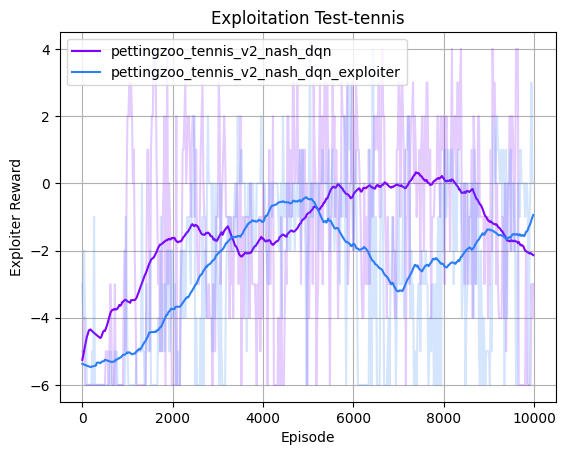 Exploitation Test-tennis
pettingzoo_tennis_v2_nash_dqn
pettingzoo_tennis_v2_nash_dqn_exploiter
Exploiter Reward
4
2
0
−2
−4
−6
0
2000
4000
6000
8000
10000
Episode